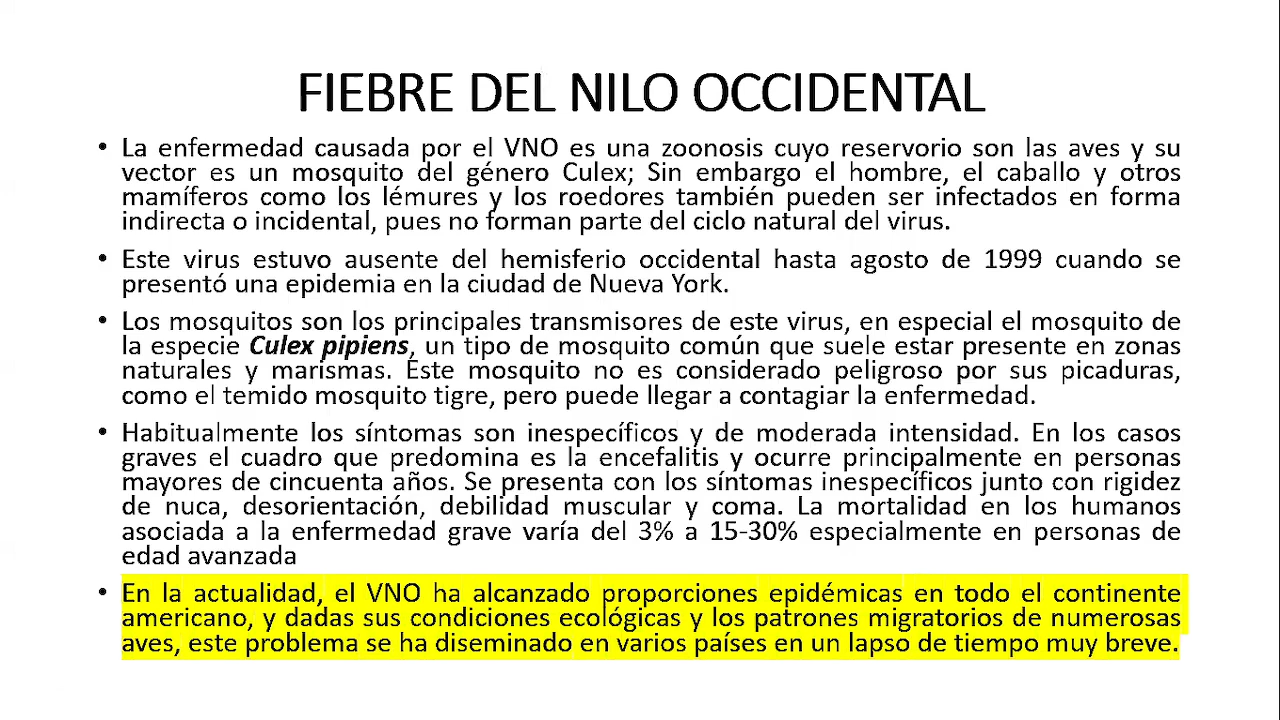 FIEBRE DEL NILO OCCIDENTAL
• La enfermedad causada por el VNO es una zoonosis cuyo reservorio son las aves y su
vector es un mosquito del género Culex; Sin embargo el hombre, el caballo y otros
mamíferos como los lémures y los roedores también pueden ser infectados en forma
indirecta o incidental, pues no forman parte del ciclo natural del virus.
• Este virus estuvo ausente del hemisferio occidental hasta agosto de 1999 cuando se
presentó una epidemia en la ciudad de Nueva York.
• Los mosquitos son los principales transmisores de este virus, en especial el mosquito de
la especie Culex pipiens, un tipo de mosquito común que suele estar presente en zonas
naturales y marismas. Este mosquito no es considerado peligroso por sus picaduras,
como el temido mosquito tigre, pero puede llegar a contagiar la enfermedad.
• Habitualmente los síntomas son inespecíficos y de moderada intensidad. En los casos
graves el cuadro que predomina es la encefalitis y ocurre principalmente en personas
mayores de cincuenta años. Se presenta con los síntomas inespecíficos junto con rigidez
de nuca, desorientación, debilidad muscular y coma. La mortalidad en los humanos
asociada a la enfermedad grave varía del 3% a 15-30% especialmente en personas de
edad avanzada
• En la actualidad, el VNO ha alcanzado proporciones epidémicas en todo el continente
americano, y dadas sus condiciones ecológicas y los patrones migratorios de numerosas
aves, este problema se ha diseminado en varios países en un lapso de tiempo muy breve.